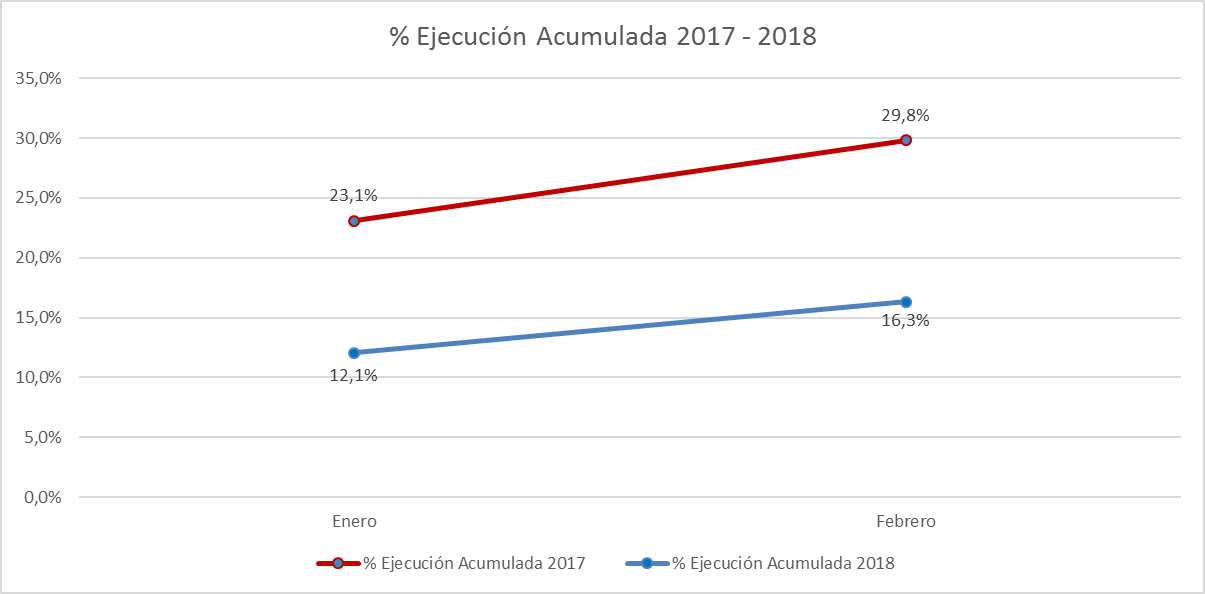 % Ejecución Acumulada 2017 - 2018
35,0%
30,0%
25,0%
20,0%
15,0%
10,0%
5,0%
0,0%
23,1%
29,8%
12,1%
16,3%
Enero
Febrero
% Ejecución Acumulada 2017
% Ejecución Acumulada 2018